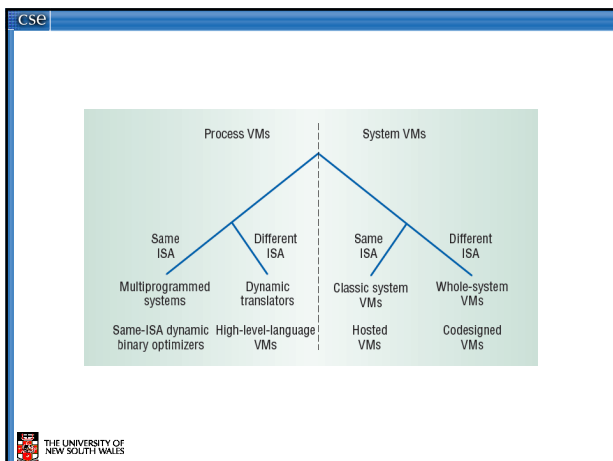 cse
Process VMs
System VMs
Same
ISA
Different
ISA
Same
ISA
Different
ISA
Multiprogrammed
systems
Dynamic
translators
Classic system
VMs
Whole-system
VMs
Same-ISA dynamic
binary optimizers
High-level-language
VMs
Hosted
VMs
Codesigned
VMs
THE UNIVERSITY OF
NEW SOUTH WALES